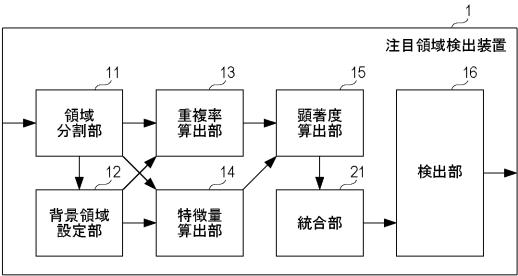 1
注目領域検出装置
11
領域
分割部
13
重複率
算出部
15
顕著度
算出部
16
検出部
12
背景領域
設定部
14
特徴量
算出部
21
統合部